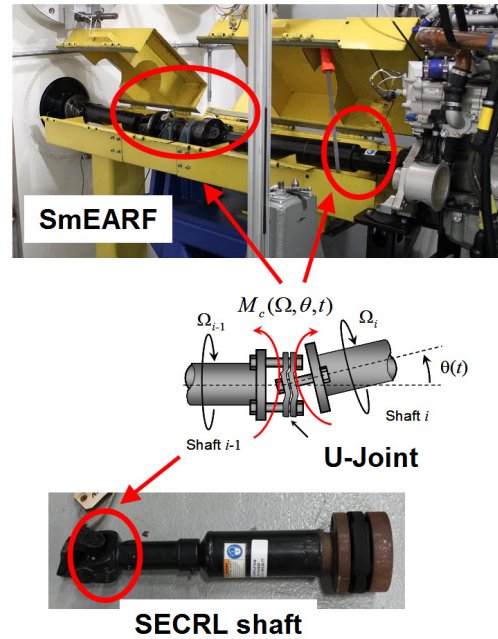 SmEARF
M_c(Ω,θ,t)
Ω_{i-1}
Ω_i
θ(t)
Shaft i-1
Shaft i
U-Joint
SECRL shaft